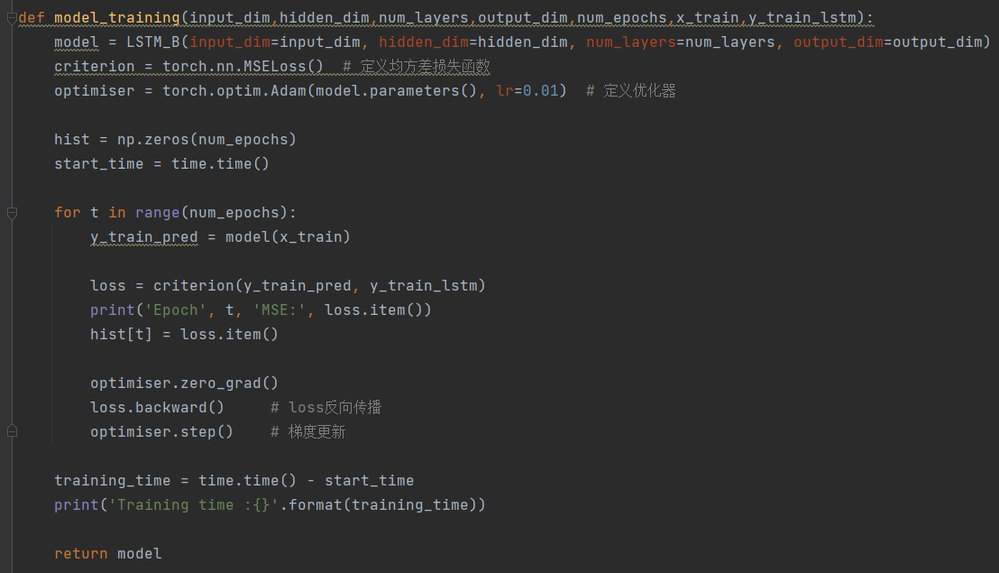 def model_training(input_dim,hidden_dim,num_layers,output_dim,num_epochs,x_train,y_train_lstm):
    model = LSTM_B(input_dim=input_dim, hidden_dim=hidden_dim, num_layers=num_layers, output_dim=output_dim)
    criterion = torch.nn.MSELoss()  # 定义均方差损失函数
    optimiser = torch.optim.Adam(model.parameters(), lr=0.01)  # 定义优化器
    hist = np.zeros(num_epochs)
    start_time = time.time()
    for t in range(num_epochs):
        y_train_pred = model(x_train)
        loss = criterion(y_train_pred, y_train_lstm)
        print('Epoch', t, 'MSE:', loss.item())
        hist[t] = loss.item()
        optimiser.zero_grad()
        loss.backward()     # loss反向传播
        optimiser.step()    # 梯度更新
    training_time = time.time() - start_time
    print('Training time :{}'.format(training_time))
    return model